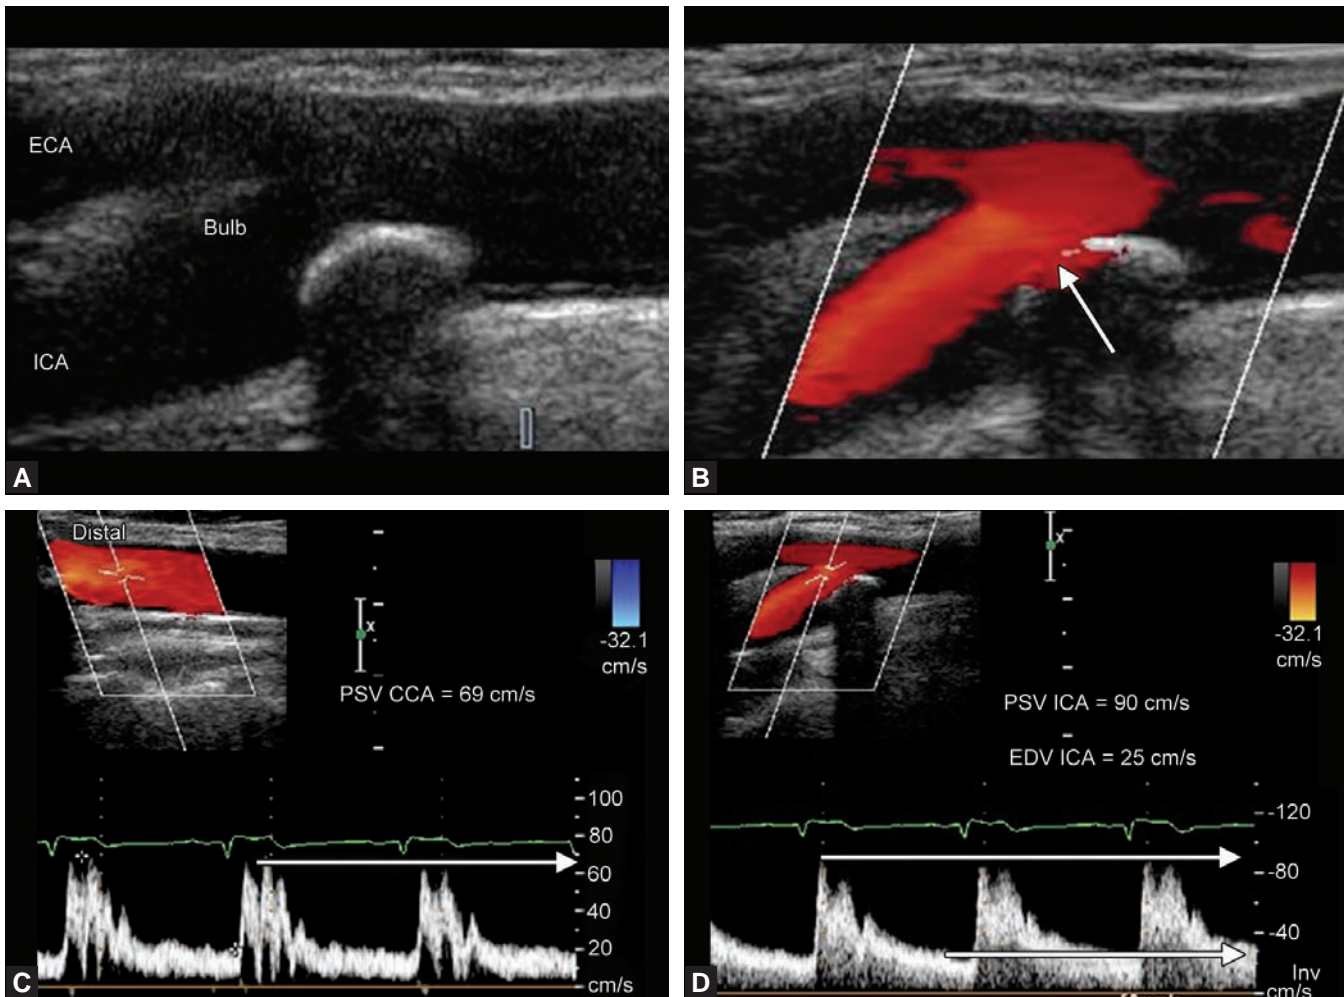 ECA
Bulb
ICA
A
B
Distal
x
-32.1
cm/s
PSV CCA = 69 cm/s
100
80
60
40
20
cm/s
C
x
-32.1
cm/s
PSV ICA = 90 cm/s
EDV ICA = 25 cm/s
-120
-80
-40
Inv
cm/s
D